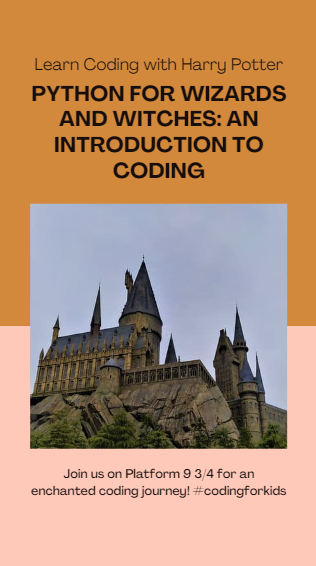 Learn Coding with Harry Potter
PYTHON FOR WIZARDS
AND WITCHES: AN
INTRODUCTION TO
CODING
Join us on Platform 9 3/4 for an
enchanted coding journey! #codingforkids